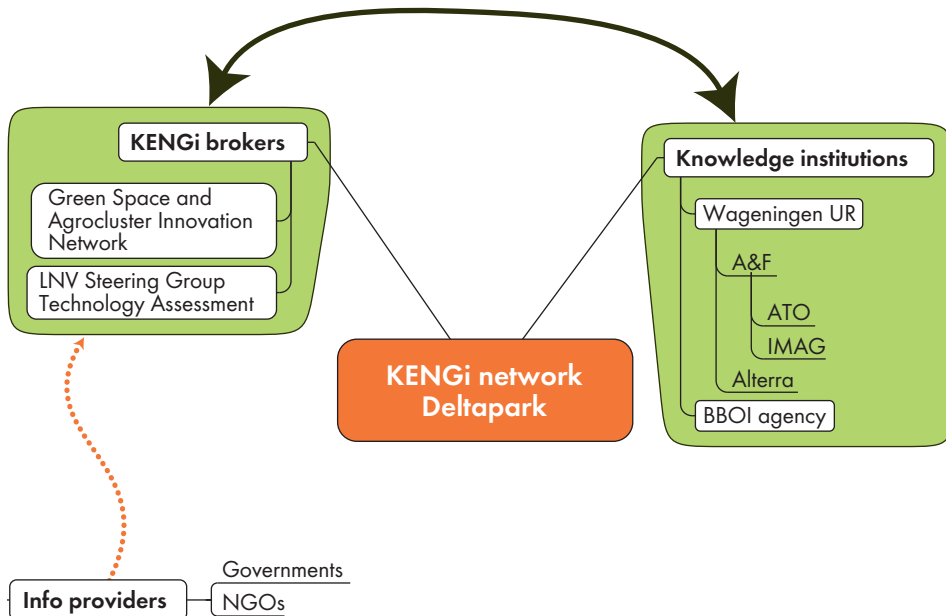 KENGi brokers
Green Space and
Agrocluster Innovation
Network
LNV Steering Group
Technology Assessment
Knowledge institutions
Wageningen UR
A&F
ATO
IMAG
Alterra
BBOI agency
KENGi network
Deltapark
Info providers
Governments
NGOs